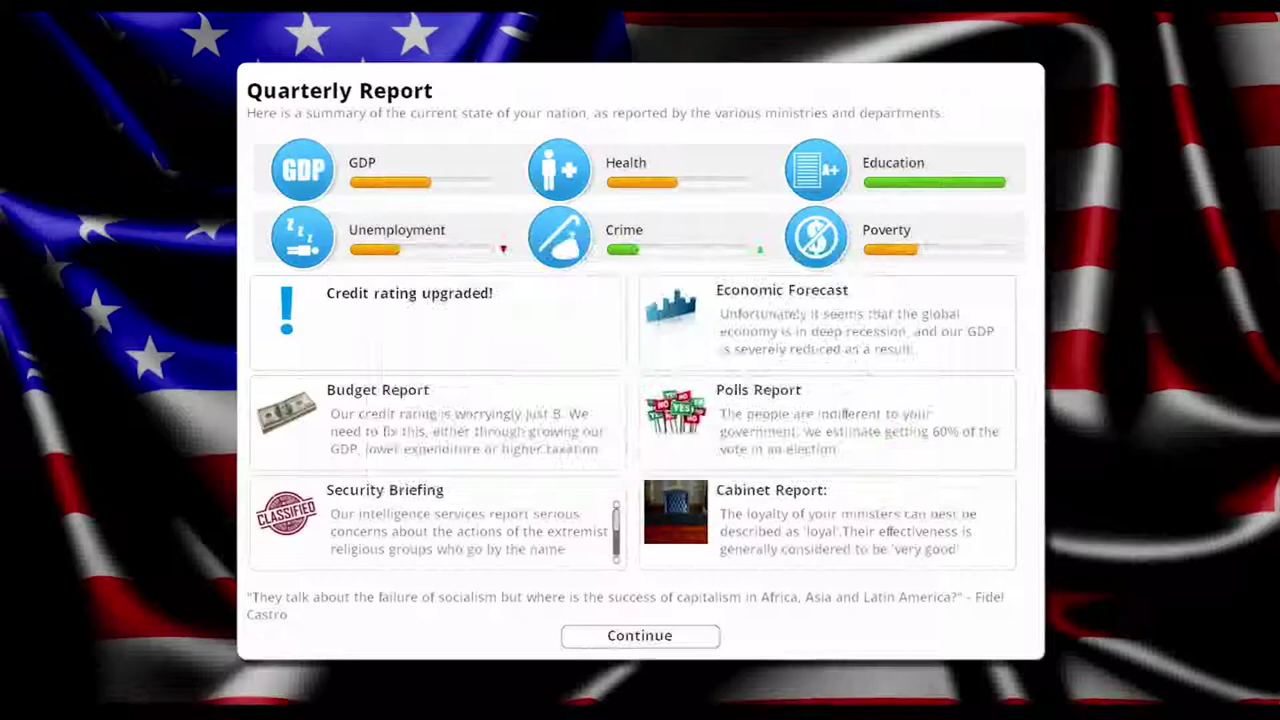 Quarterly Report
Here is a summary of the current state of your nation, as reported by the various ministries and departments.
GDP
GDP
Health
A+
Education
Z Z Z
Unemployment
Crime
$
Poverty
Credit rating upgraded!
Economic Forecast
Unfortunately it seems that the global
economy is in deep recession, and our GDP
is severely reduced as a result.
Budget Report
Our credit rating is worryingly just B. We
need to fix this, either through growing our
GDP, lower expenditure or higher taxation
NO
YES
NO
Polls Report
The people are indifferent to your
government. we estimate getting 60% of the
vote in an election
CLASSIFIED
Security Briefing
Our intelligence services report serious
concerns about the actions of the extremist
religious groups who go by the name
Cabinet Report:
The loyalty of your ministers can best be
described as 'loyal'.Their effectiveness is
generally considered to be 'very good'
"They talk about the failure of socialism but where is the success of capitalism in Africa, Asia and Latin America?" - Fidel
Castro
Continue